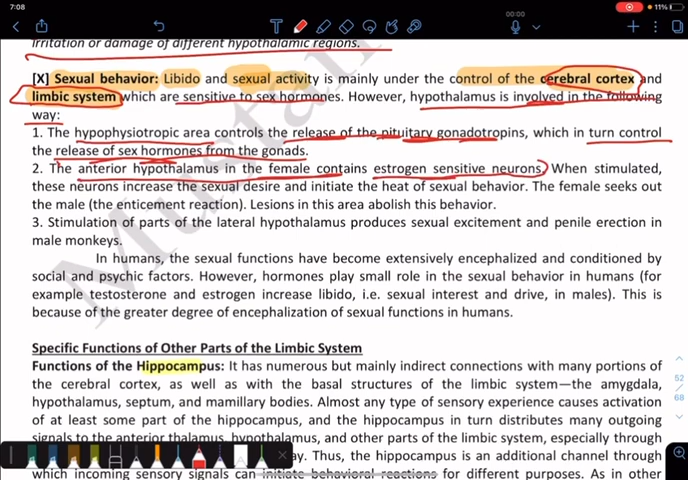 7:08
00:00
11%
irritation or damage of different hypothalamic regions.
[X] Sexual behavior: Libido and sexual activity is mainly under the control of the cerebral cortex and
limbic system which are sensitive to sex hormones. However, hypothalamus is involved in the following
way:
1. The hypophysiotropic area controls the release of the pituitary gonadotropins, which in turn control
the release of sex hormones from the gonads.
2. The anterior hypothalamus in the female contains estrogen sensitive neurons. When stimulated,
these neurons increase the sexual desire and initiate the heat of sexual behavior. The female seeks out
the male (the enticement reaction). Lesions in this area abolish this behavior.
3. Stimulation of parts of the lateral hypothalamus produces sexual excitement and penile erection in
male monkeys.
In humans, the sexual functions have become extensively encephalized and conditioned by
social and psychic factors. However, hormones play small role in the sexual behavior in humans (for
example testosterone and estrogen increase libido, i.e. sexual interest and drive, in males). This is
because of the greater degree of encephalization of sexual functions in humans.
Specific Functions of Other Parts of the Limbic System
Functions of the Hippocampus: It has numerous but mainly indirect connections with many portions of
the cerebral cortex, as well as with the basal structures of the limbic system—the amygdala,
hypothalamus, septum, and mamillary bodies. Almost any type of sensory experience causes activation
of at least some part of the hippocampus, and the hippocampus in turn distributes many outgoing
signals to the anterior thalamus, hypothalamus, and other parts of the limbic system, especially through
ay. Thus, the hippocampus is an additional channel through
which incoming sensory signals can initiate behavioral reactions for different purposes. As in other
52
68